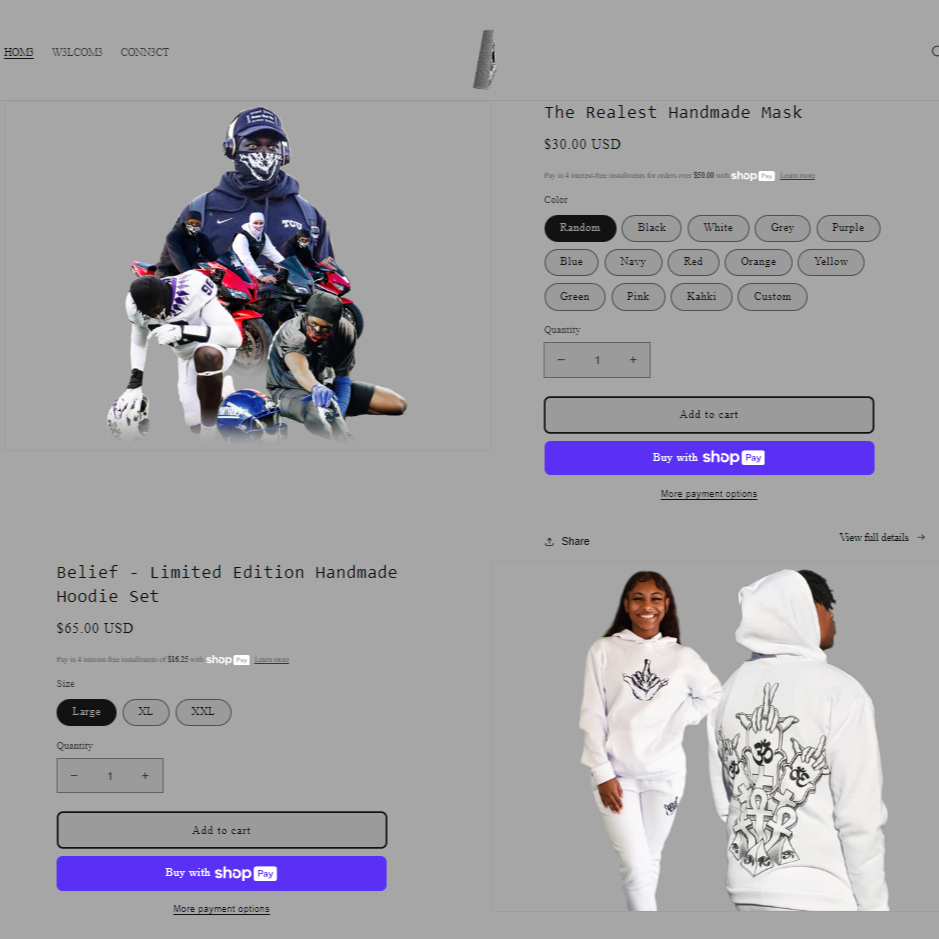 HOM3 W3LCOM3 CONN3CT
TCU
The Realest Handmade Mask
$30.00 USD
Pay in 4 interest-free installments for orders over $50.00 with shop Pay Learn more
Color
Random Black White Grey Purple
Blue Navy Red Orange Yellow
Green Pink Kahki Custom
Quantity
− 1 +
Add to cart
Buy with shop Pay
More payment options
Share
View full details →
Belief - Limited Edition Handmade
Hoodie Set
$65.00 USD
Pay in 4 interest-free installments of $16.25 with shop Pay Learn more
Size
Large XL XXL
Quantity
− 1 +
Add to cart
Buy with shop Pay
More payment options
ॐ